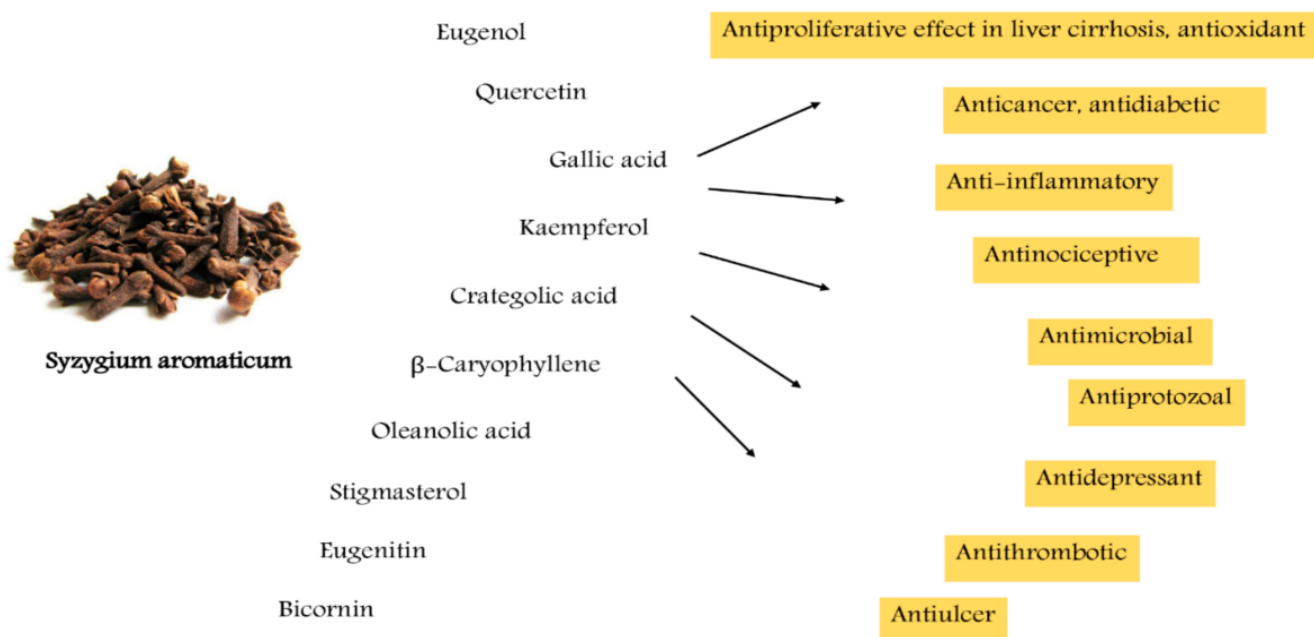 Eugenol
Quercetin
Gallic acid
Kaempferol
Crategolic acid
β-Caryophyllene
Oleanolic acid
Stigmasterol
Eugenitin
Bicornin
Syzygium aromaticum
Antiproliferative effect in liver cirrhosis, antioxidant
Anticancer, antidiabetic
Anti-inflammatory
Antinociceptive
Antimicrobial
Antiprotozoal
Antidepressant
Antithrombotic
Antiulcer